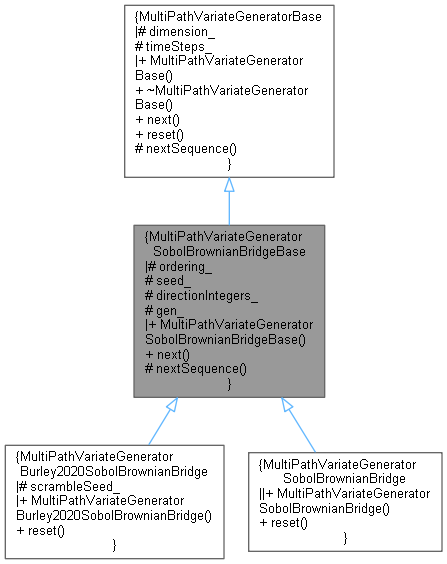 {MultiPathVariateGeneratorBase
|# dimension_
# timeSteps_
|+ MultiPathVariateGenerator
Base()
+ ~MultiPathVariateGenerator
Base()
+ next()
+ reset()
# nextSequence()
}
{MultiPathVariateGenerator
SobolBrownianBridgeBase
|# ordering_
# seed_
# directionIntegers_
# gen_
|+ MultiPathVariateGenerator
SobolBrownianBridgeBase()
+ next()
# nextSequence()
}
{MultiPathVariateGenerator
Burley2020SobolBrownianBridge
|# scrambleSeed_
|+ MultiPathVariateGenerator
Burley2020SobolBrownianBridge()
+ reset()
}
{MultiPathVariateGenerator
SobolBrownianBridge
||+ MultiPathVariateGenerator
SobolBrownianBridge()
+ reset()
}